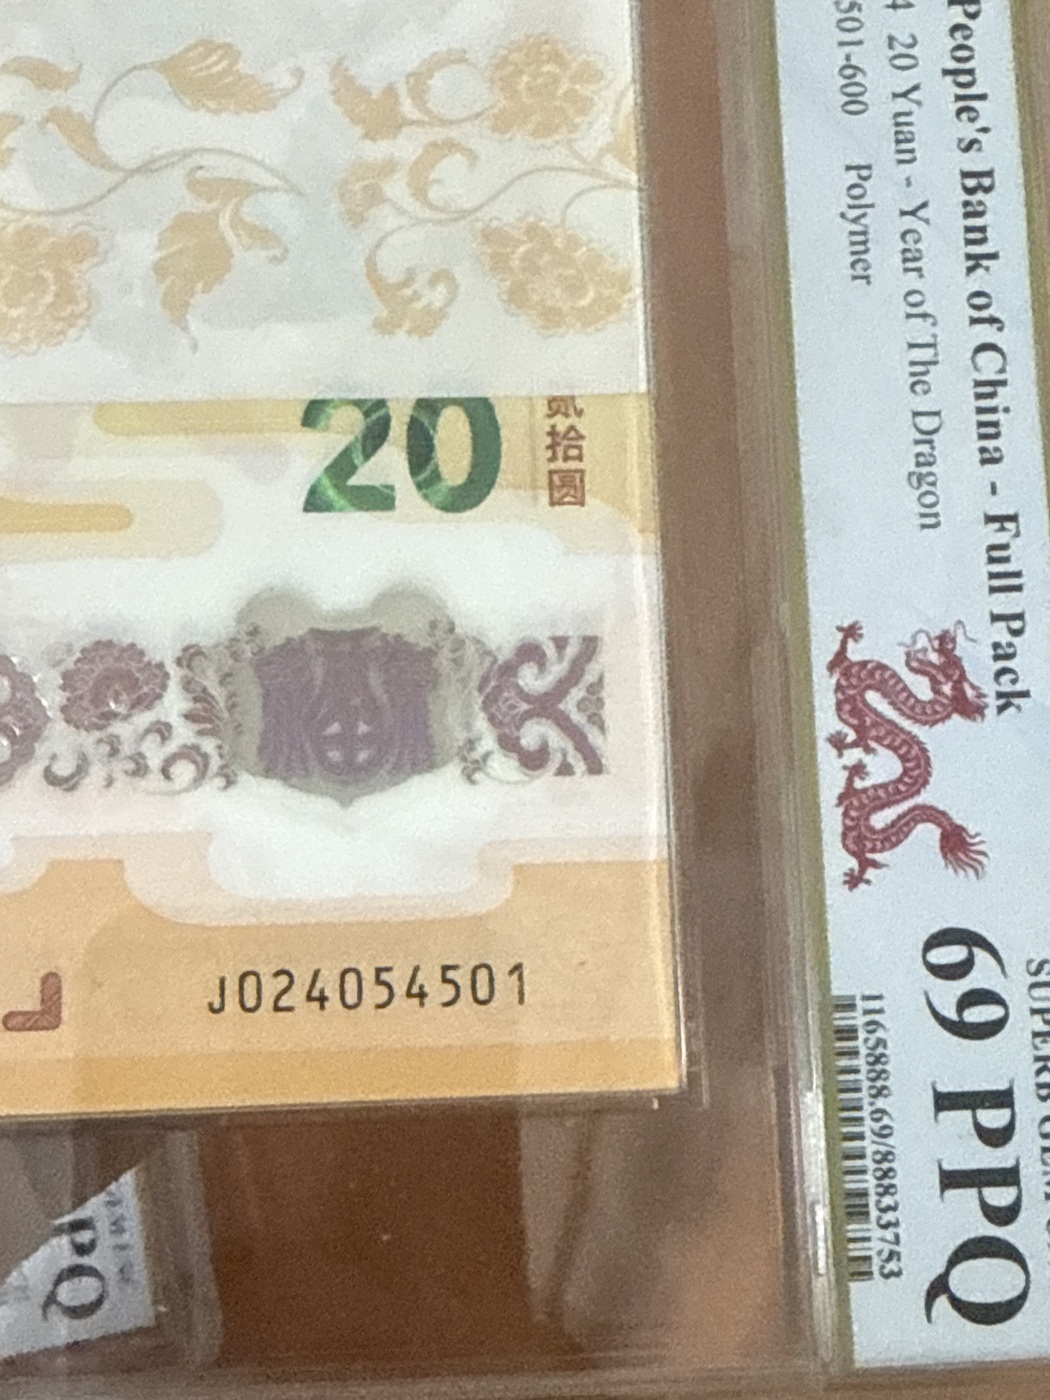 20
贰拾圆
J024054501
People's Bank of China - Full Pack
4 20 Yuan - Year of The Dragon
501-600 Polymer
69 PPQ
1165888.69/88833753
PQ